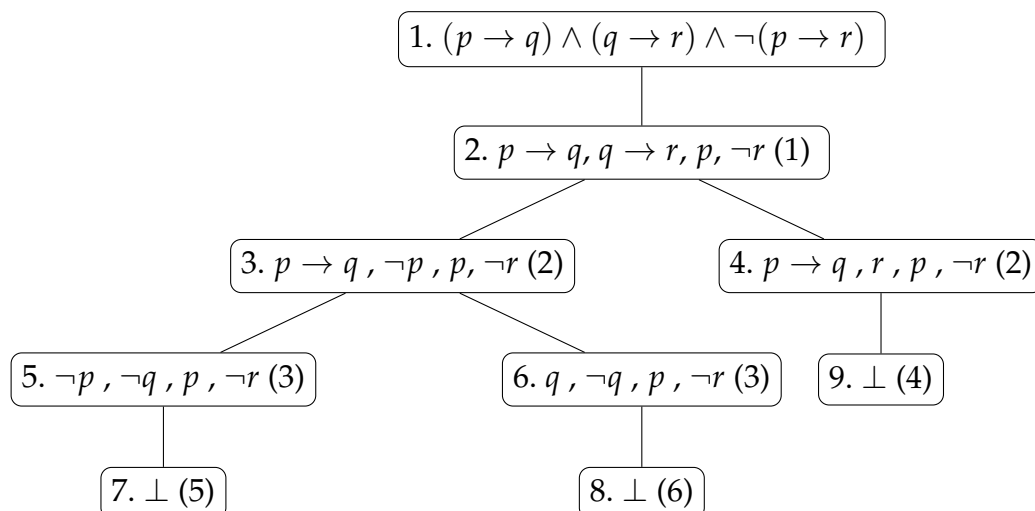 1. (p → q) ∧ (q → r) ∧ ¬(p → r)
2. p → q, q → r, p, ¬r (1)
3. p → q , ¬p , p, ¬r (2)
4. p → q , r , p , ¬r (2)
5. ¬p , ¬q , p , ¬r (3)
6. q , ¬q , p , ¬r (3)
9. ⊥ (4)
7. ⊥ (5)
8. ⊥ (6)